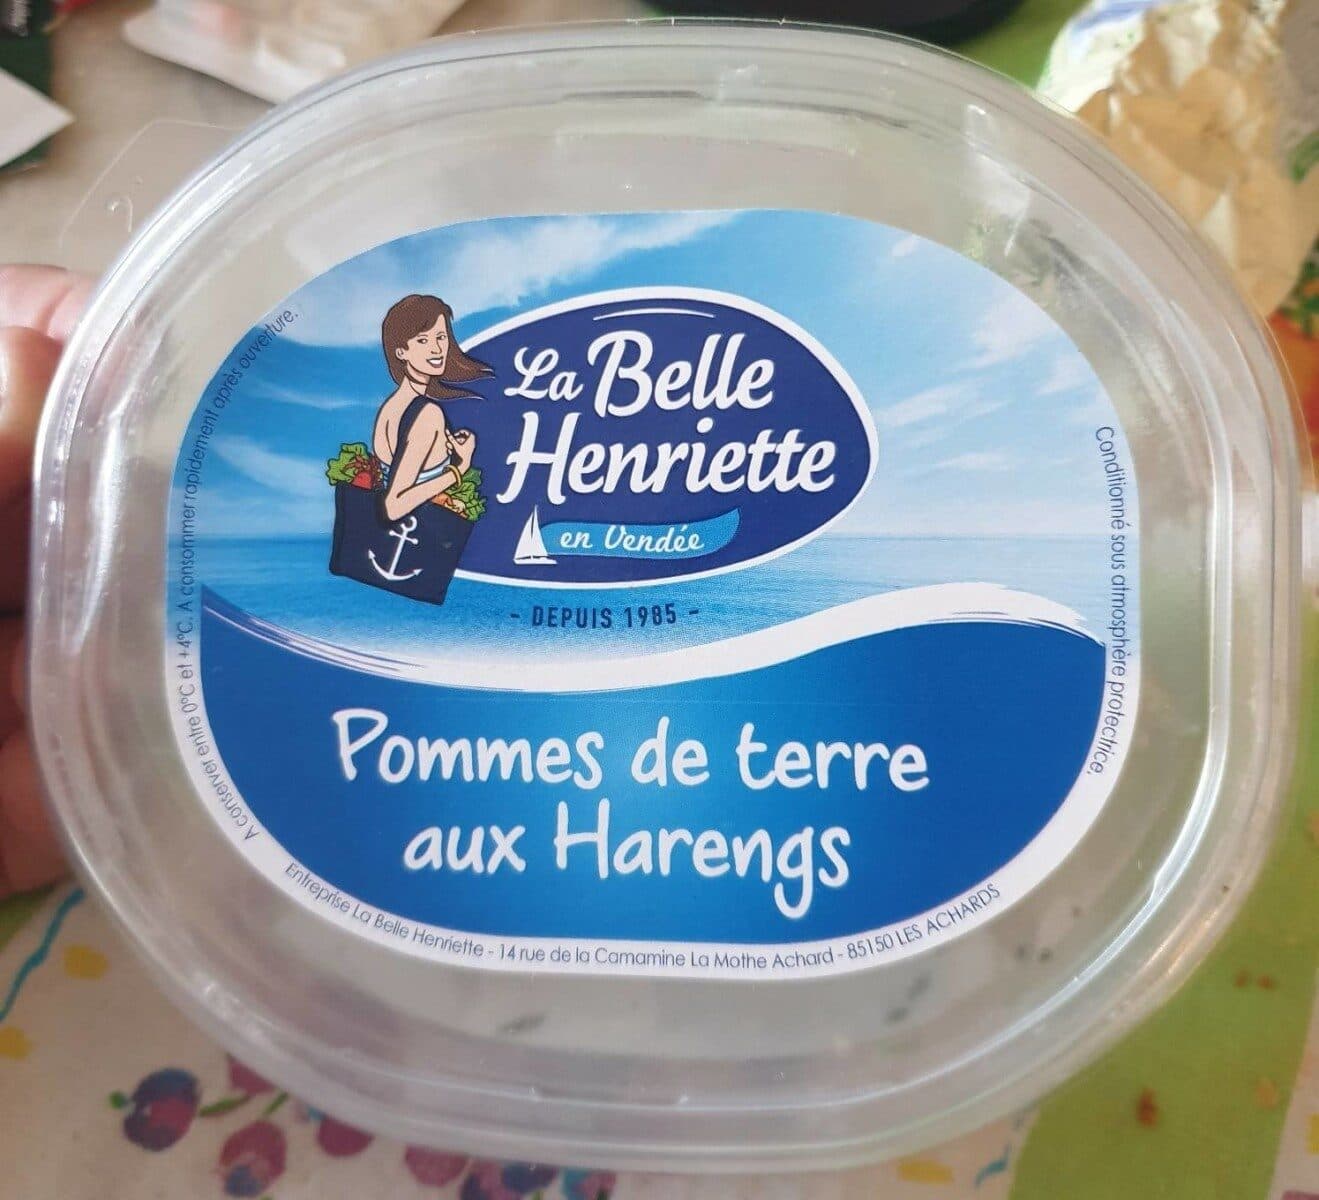 La Belle
Henriette
en Vendée
- DEPUIS 1985 -
Pommes de terre
aux Harengs
A conserver entre 0°C et +4°C. A consommer rapidement après ouverture.
Conditionné sous atmosphère protectrice.
Entreprise La Belle Henriette - 14 rue de la Camamine La Mothe Achard - 85150 LES ACHARDS